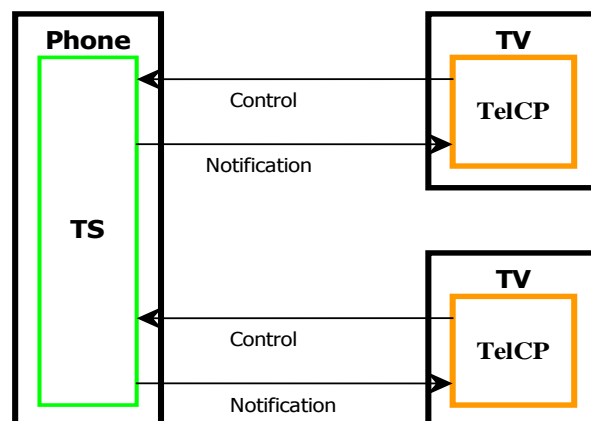 Phone
TV
Control
TelCP
Notification
TS
TV
Control
TelCP
Notification